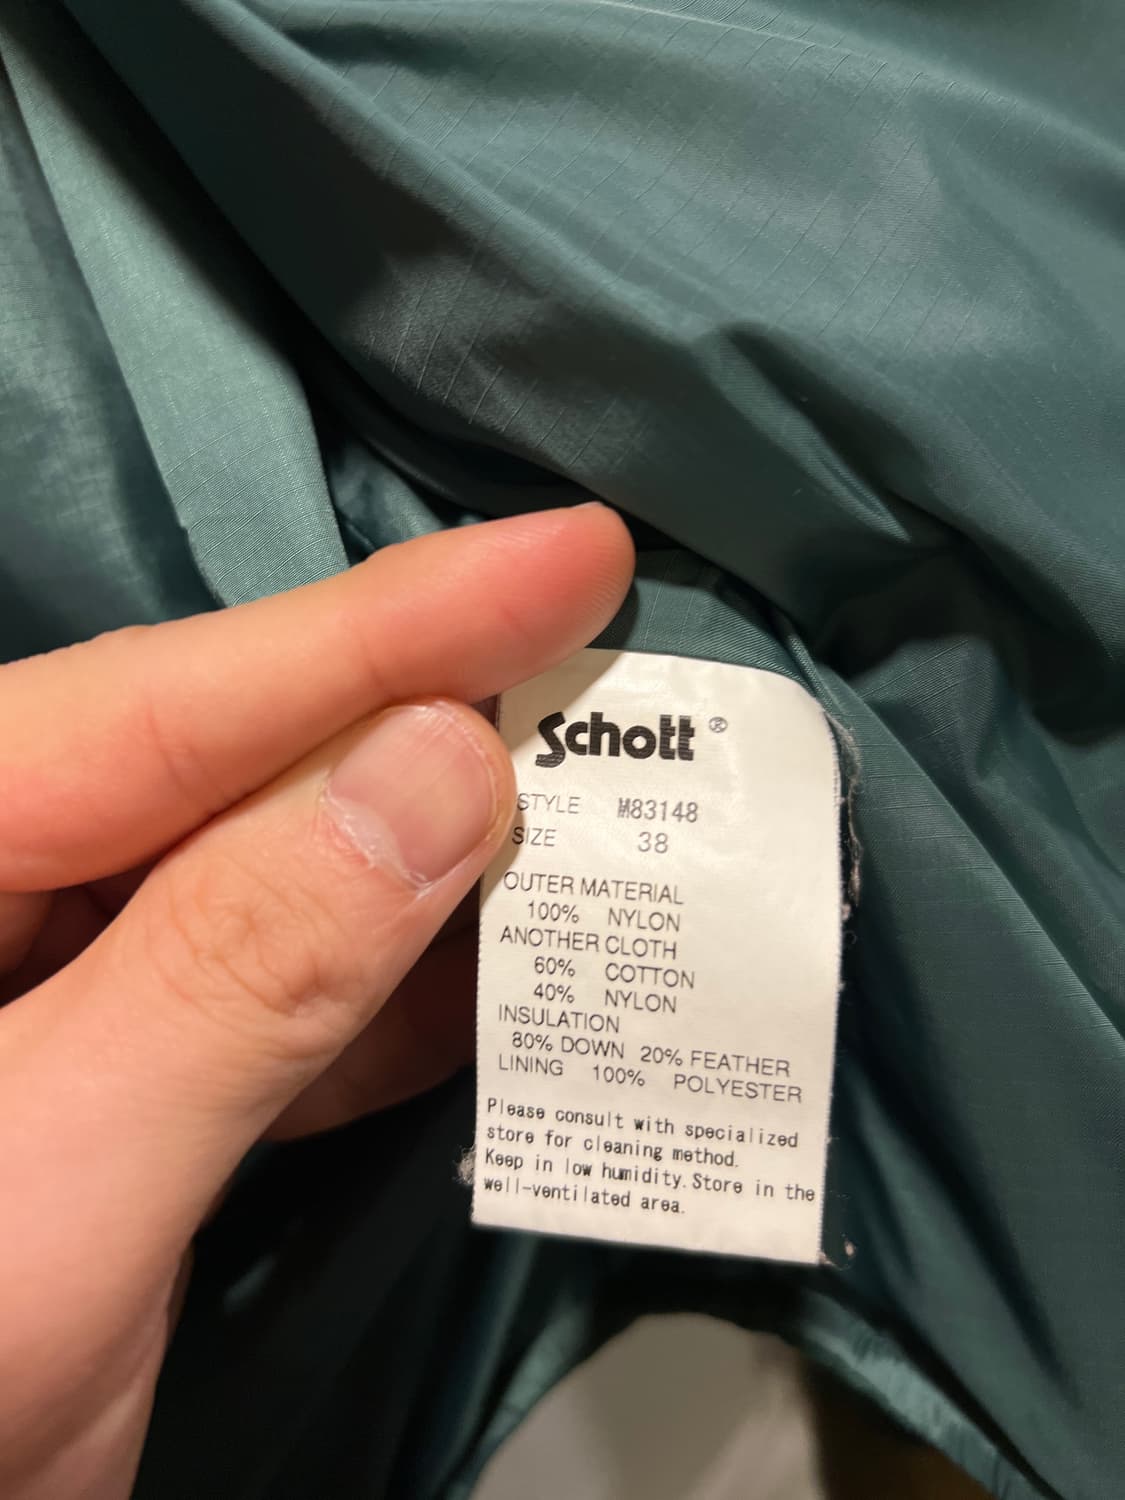 Schott ®
STYLE M83148
SIZE 38
OUTER MATERIAL
100% NYLON
ANOTHER CLOTH
60% COTTON
40% NYLON
INSULATION
80% DOWN 20% FEATHER
LINING 100% POLYESTER
Please consult with specialized
store for cleaning method.
Keep in low humidity. Store in the
well-ventilated area.